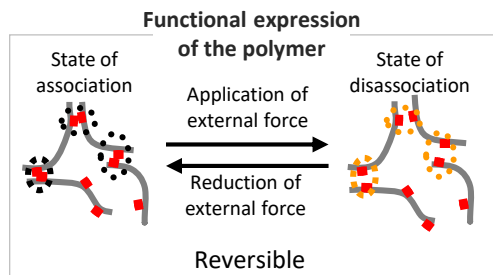 Functional expression
of the polymer
State of
association
Application of
external force
State of
disassociation
Reduction of
external force
Reversible